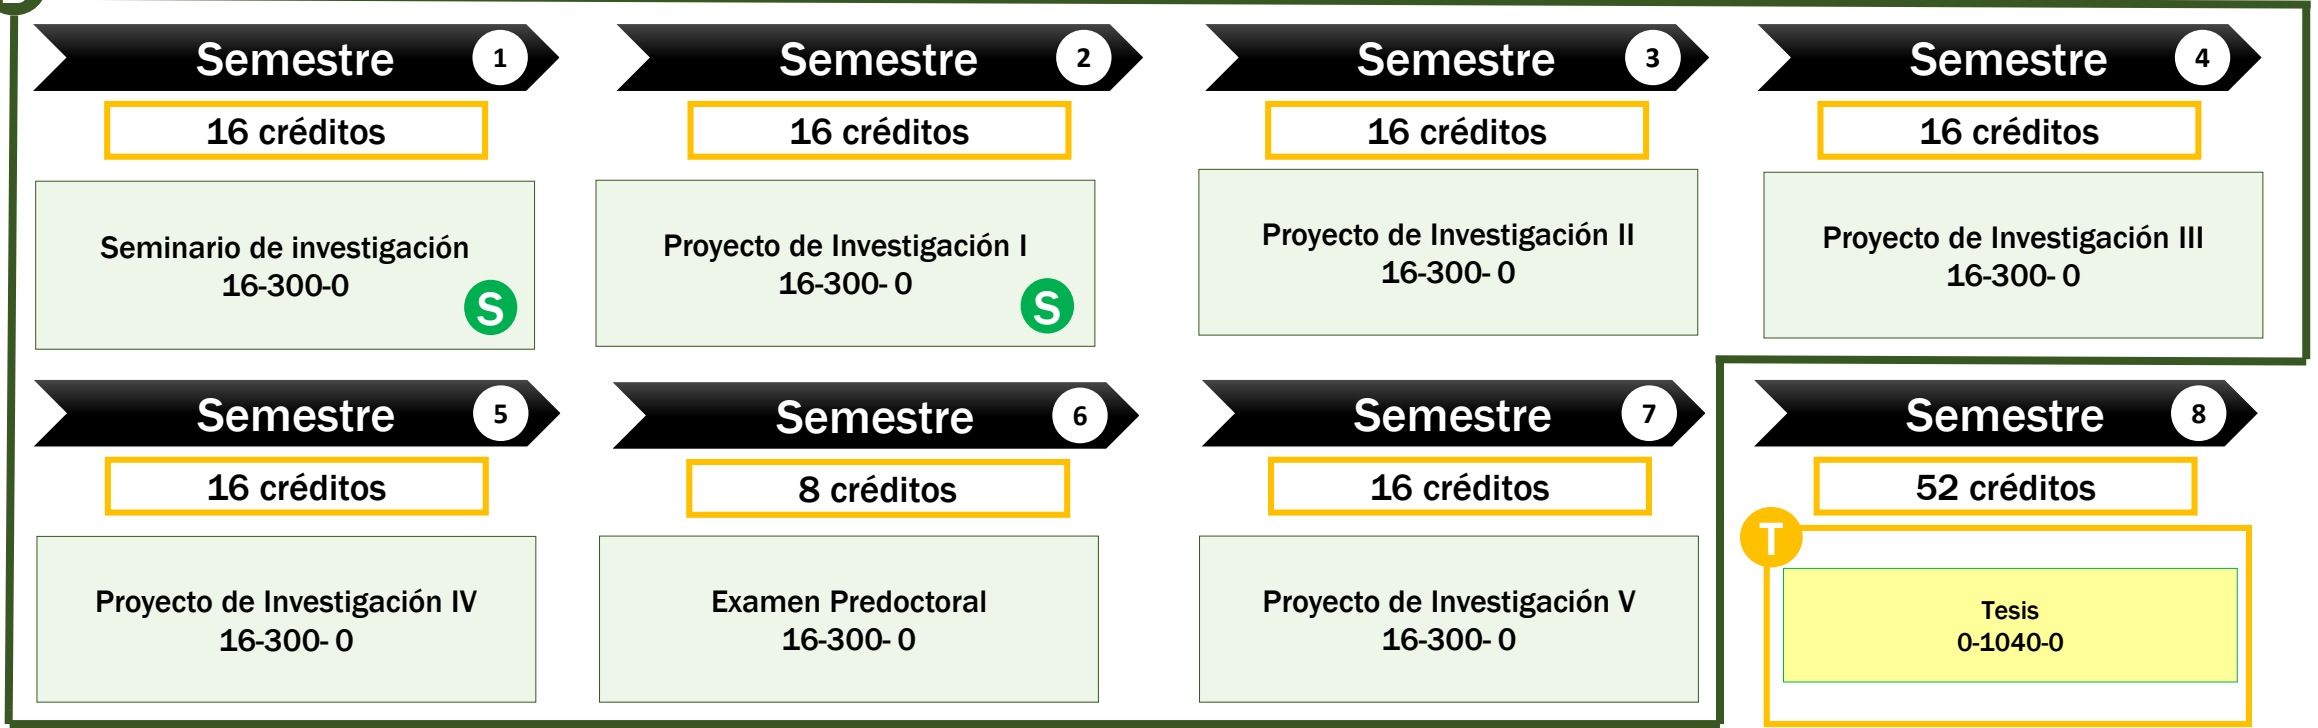 Semestre 1
16 créditos
Seminario de investigación
16-300-0
S
Semestre 2
16 créditos
Proyecto de Investigación I
16-300- 0
S
Semestre 3
16 créditos
Proyecto de Investigación II
16-300- 0
Semestre 4
16 créditos
Proyecto de Investigación III
16-300- 0
Semestre 5
16 créditos
Proyecto de Investigación IV
16-300- 0
Semestre 6
8 créditos
Examen Predoctoral
16-300- 0
Semestre 7
16 créditos
Proyecto de Investigación V
16-300- 0
Semestre 8
52 créditos
T
Tesis
0-1040-0